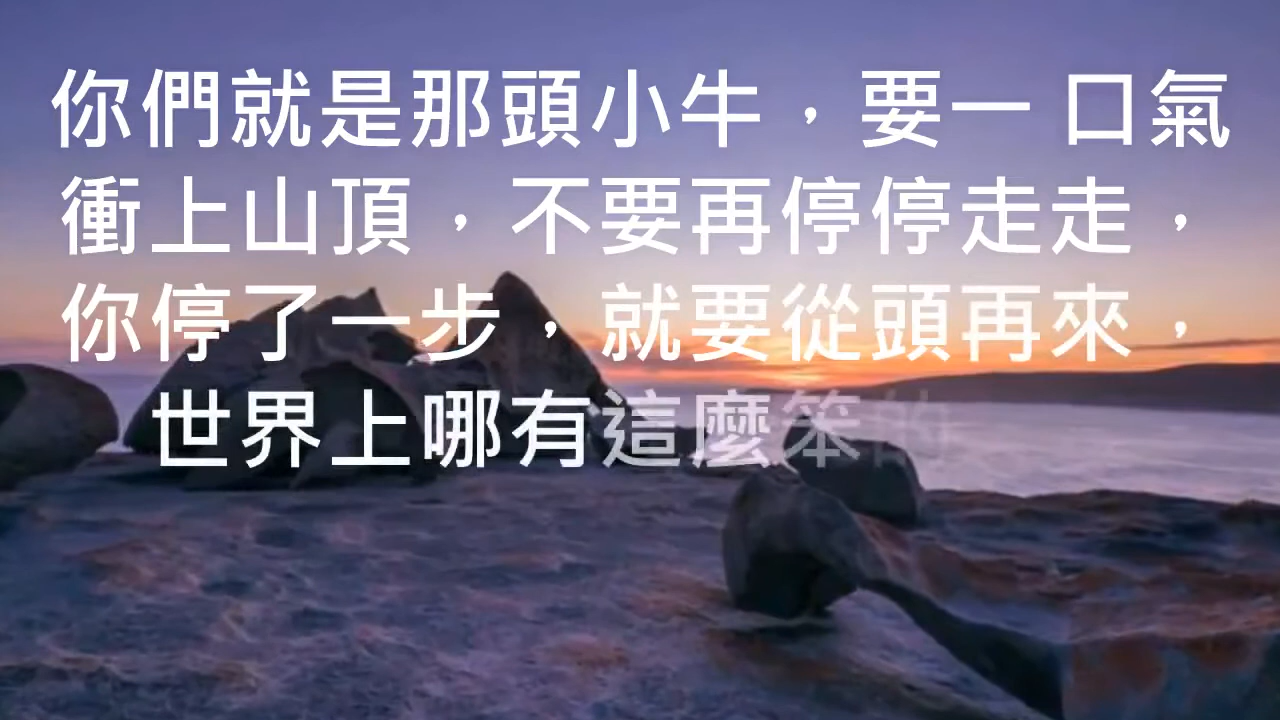 你們就是那頭小牛，要一口氣
衝上山頂，不要再停停走走，
你停了一步，就要從頭再來，
世界上哪有這麼笨的